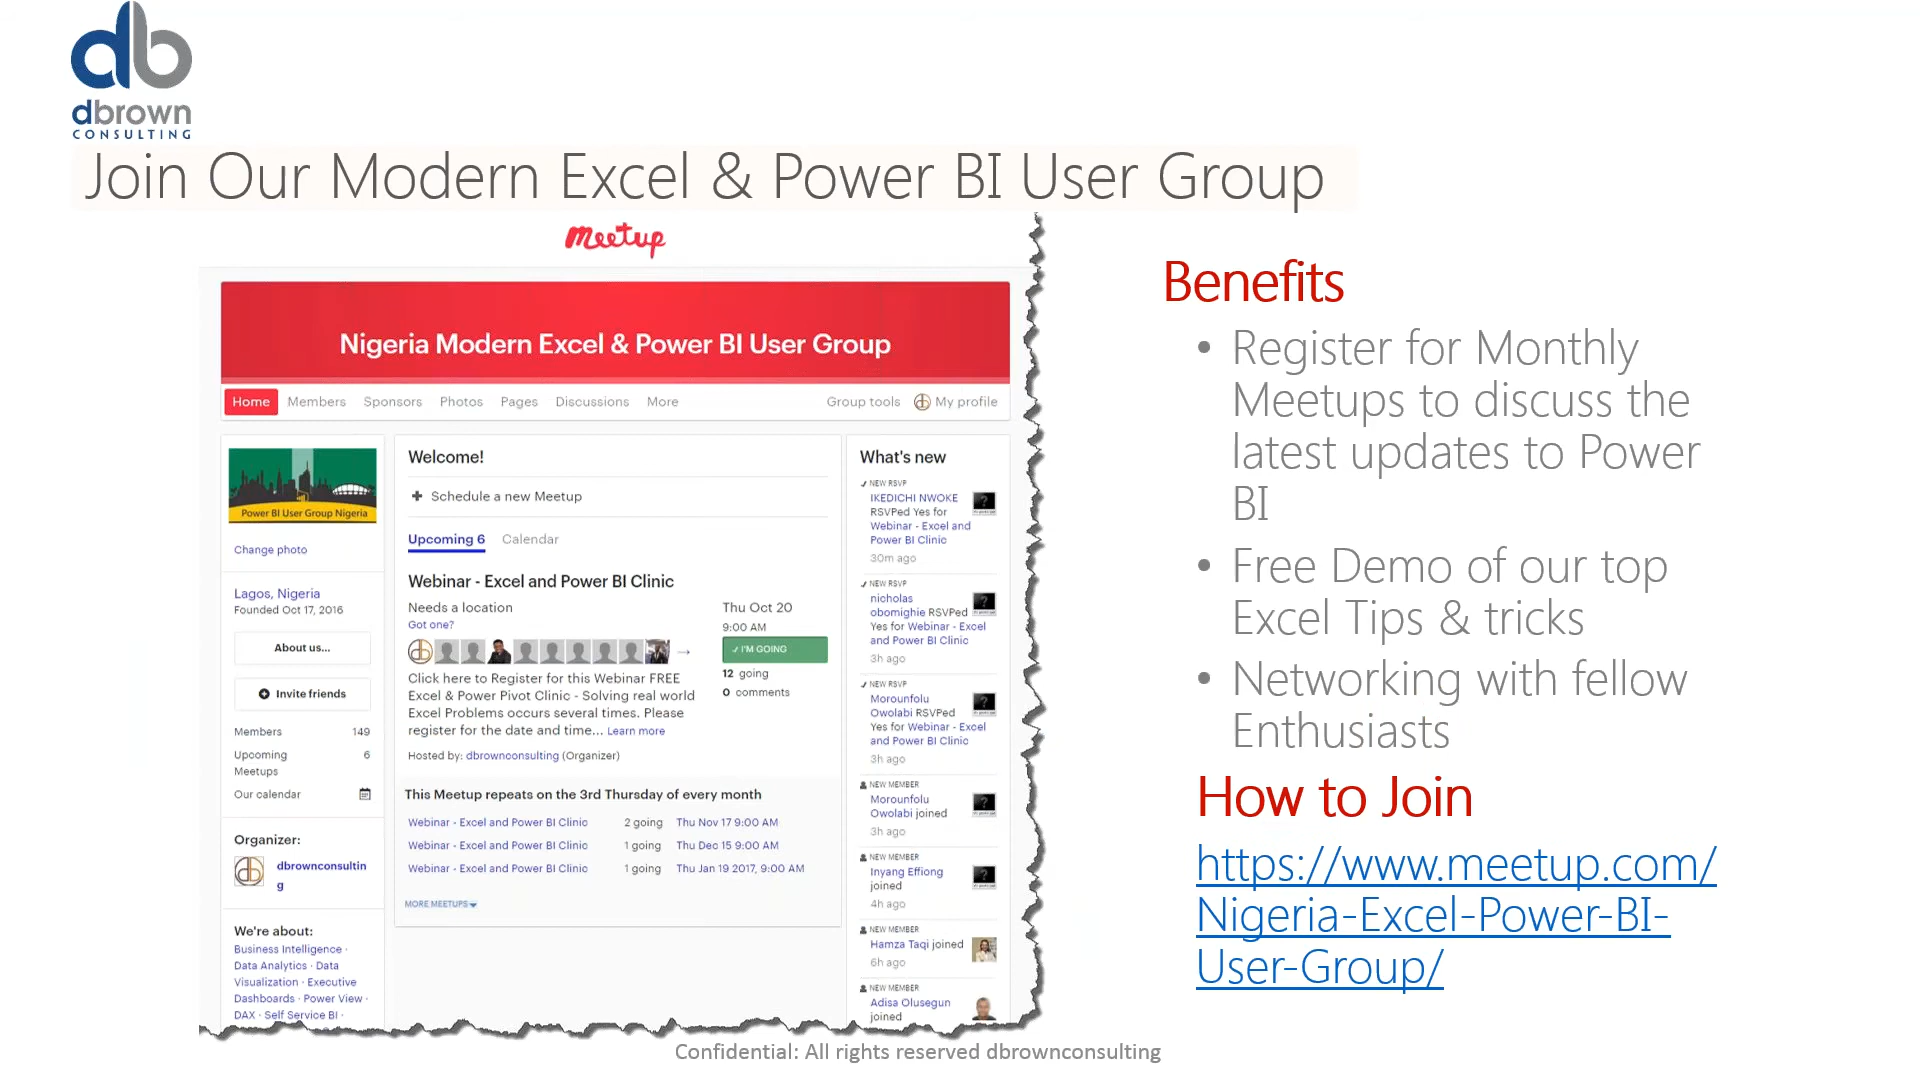 db
dbrown
CONSULTING
Join Our Modern Excel & Power BI User Group
Meetup
Nigeria Modern Excel & Power BI User Group
Home Members Sponsors Photos Pages Discussions More Group tools My profile
Power BI User Group Nigeria
Change photo
Lagos, Nigeria
Founded Oct 17, 2016
About us...
Invite friends
Members 149
Upcoming 6
Meetups
Our calendar
Organizer:
dbrownconsultin
g
We're about:
Business Intelligence ·
Data Analytics · Data
Visualization · Executive
Dashboards · Power View ·
DAX · Self Service BI ·
Welcome!
+ Schedule a new Meetup
Upcoming 6 Calendar
Webinar - Excel and Power BI Clinic
Needs a location
Got one?
Thu Oct 20
9:00 AM
✓ I'M GOING
12 going
0 comments
Click here to Register for this Webinar FREE
Excel & Power Pivot Clinic - Solving real world
Excel Problems occurs several times. Please
register for the date and time... Learn more
Hosted by: dbrownconsulting (Organizer)
This Meetup repeats on the 3rd Thursday of every month
Webinar - Excel and Power BI Clinic 2 going Thu Nov 17 9:00 AM
Webinar - Excel and Power BI Clinic 1 going Thu Dec 15 9:00 AM
Webinar - Excel and Power BI Clinic 1 going Thu Jan 19 2017, 9:00 AM
MORE MEETUPS
What's new
NEW RSVP
IKEDICHI NWOKE
RSVPed Yes for
Webinar - Excel and
Power BI Clinic
30m ago
NEW RSVP
nicholas
obomighie RSVPed
Yes for Webinar - Excel
and Power BI Clinic
3h ago
NEW RSVP
Morounfolu
Owolabi RSVPed
Yes for Webinar - Excel
and Power BI Clinic
3h ago
NEW MEMBER
Morounfolu
Owolabi joined
3h ago
NEW MEMBER
Inyang Effiong
joined
4h ago
NEW MEMBER
Hamza Taqi joined
6h ago
NEW MEMBER
Adisa Olusegun
joined
Benefits
• Register for Monthly
Meetups to discuss the
latest updates to Power
BI
• Free Demo of our top
Excel Tips & tricks
• Networking with fellow
Enthusiasts
How to Join
https://www.meetup.com/
Nigeria-Excel-Power-BI-
User-Group/
Confidential: All rights reserved dbrownconsulting